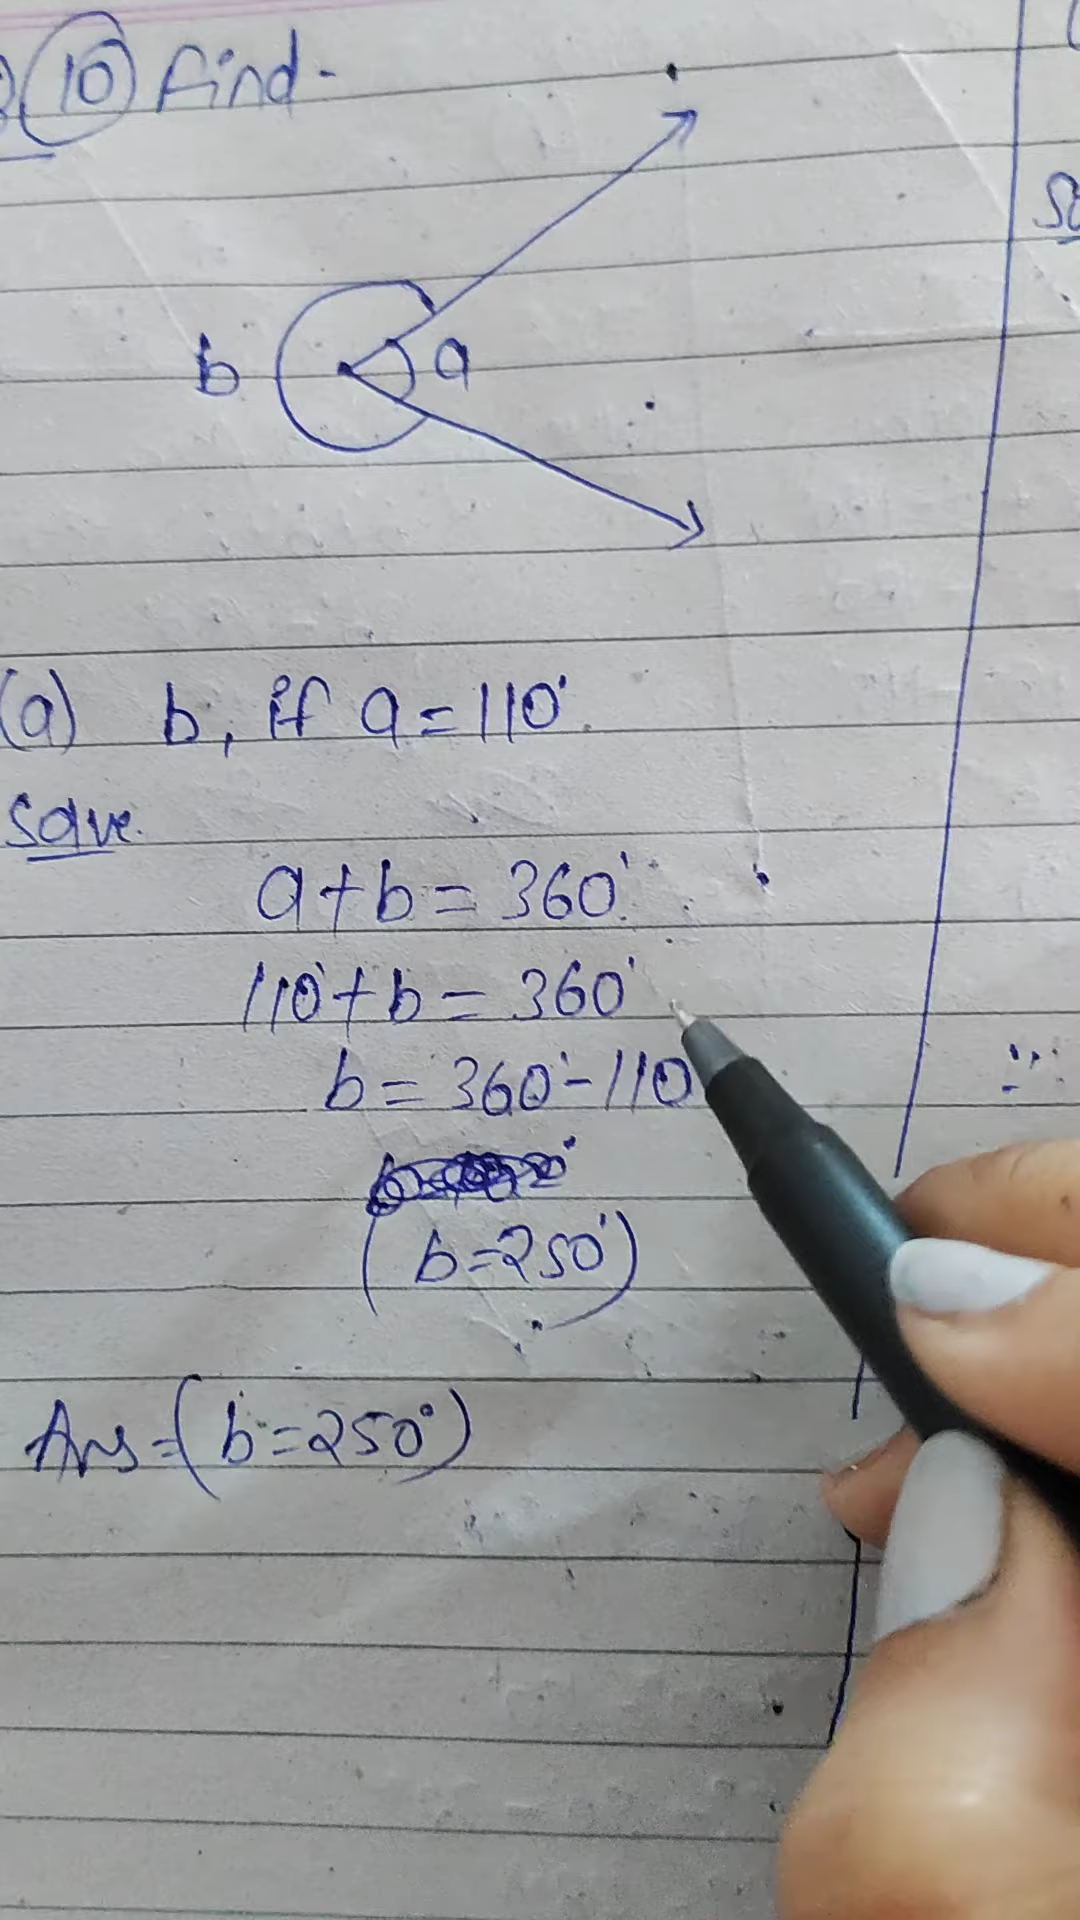 10 find-
b a
(a) b, if a = 110°.
Solve.
a + b = 360°
110° + b = 360°
b = 360° - 110
( b = 250° )
Ans = ( b = 250° )